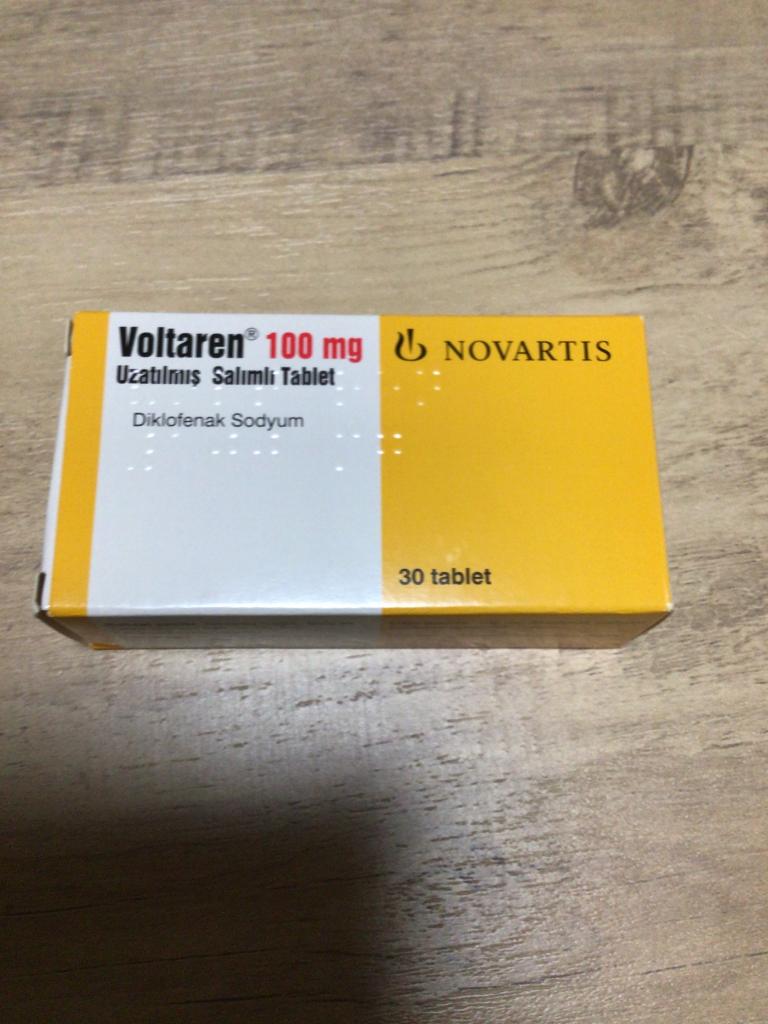 Voltaren® 100 mg
Uzatılmış Salımlı Tablet
Diklofenak Sodyum
NOVARTIS
30 tablet